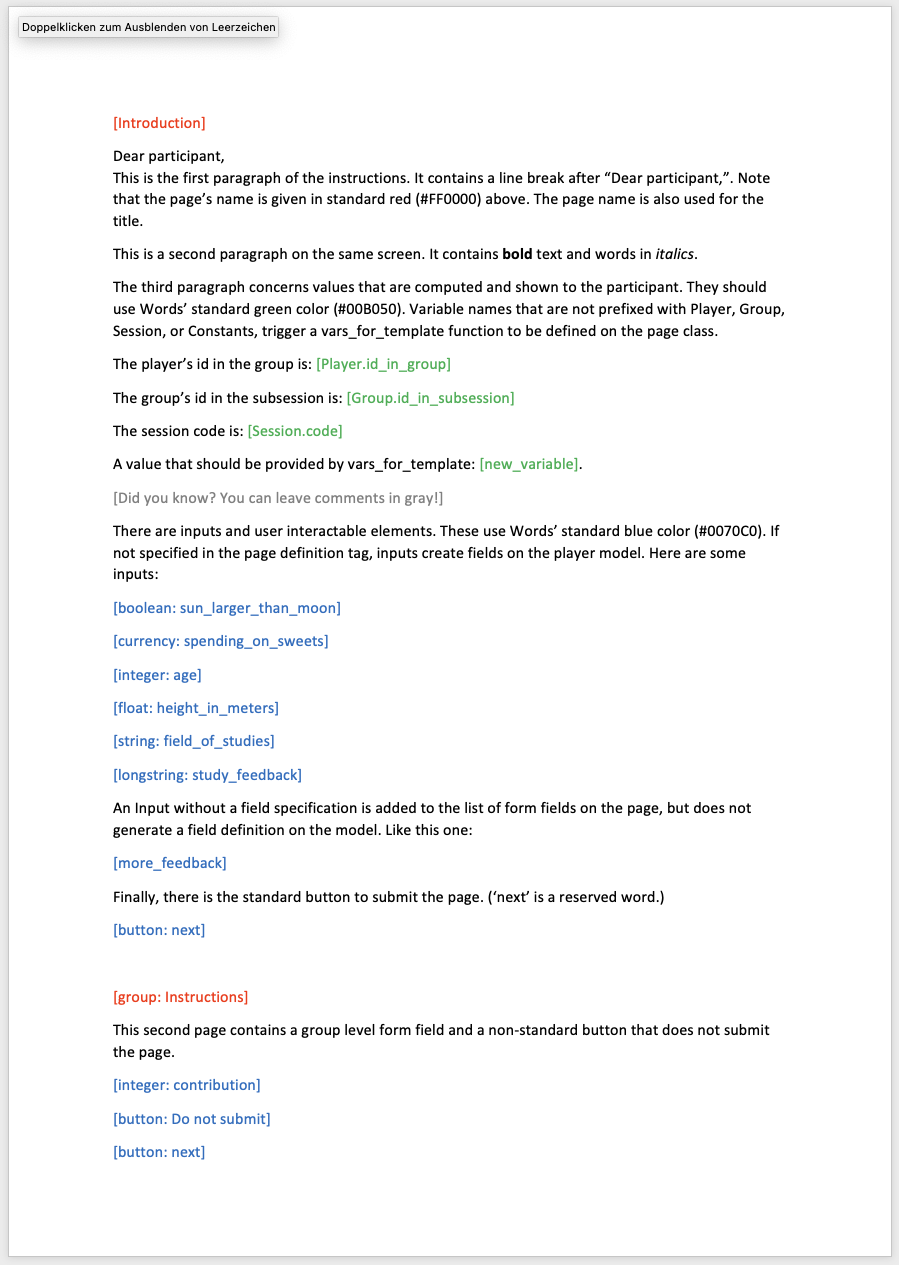 Doppelklicken zum Ausblenden von Leerzeichen
[Introduction]
Dear participant,
This is the first paragraph of the instructions. It contains a line break after “Dear participant,”. Note
that the page’s name is given in standard red (#FF0000) above. The page name is also used for the
title.
This is a second paragraph on the same screen. It contains bold text and words in italics.
The third paragraph concerns values that are computed and shown to the participant. They should
use Words’ standard green color (#00B050). Variable names that are not prefixed with Player, Group,
Session, or Constants, trigger a vars_for_template function to be defined on the page class.
The player’s id in the group is: [Player.id_in_group]
The group’s id in the subsession is: [Group.id_in_subsession]
The session code is: [Session.code]
A value that should be provided by vars_for_template: [new_variable].
[Did you know? You can leave comments in gray!]
There are inputs and user interactable elements. These use Words’ standard blue color (#0070C0). If
not specified in the page definition tag, inputs create fields on the player model. Here are some
inputs:
[boolean: sun_larger_than_moon]
[currency: spending_on_sweets]
[integer: age]
[float: height_in_meters]
[string: field_of_studies]
[longstring: study_feedback]
An Input without a field specification is added to the list of form fields on the page, but does not
generate a field definition on the model. Like this one:
[more_feedback]
Finally, there is the standard button to submit the page. (‘next’ is a reserved word.)
[button: next]
[group: Instructions]
This second page contains a group level form field and a non-standard button that does not submit
the page.
[integer: contribution]
[button: Do not submit]
[button: next]